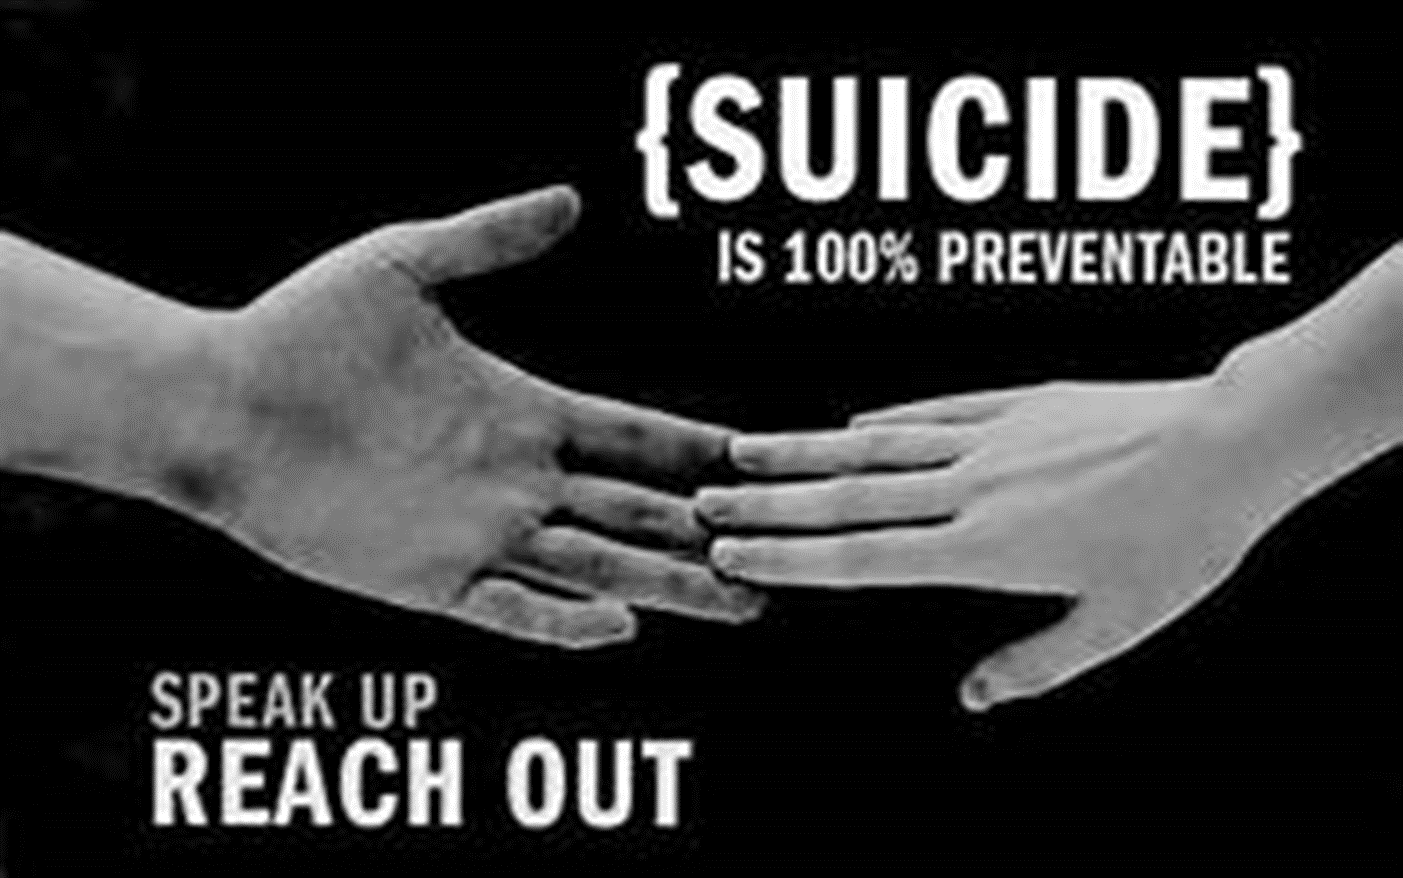 {SUICIDE}
IS 100% PREVENTABLE
SPEAK UP
REACH OUT